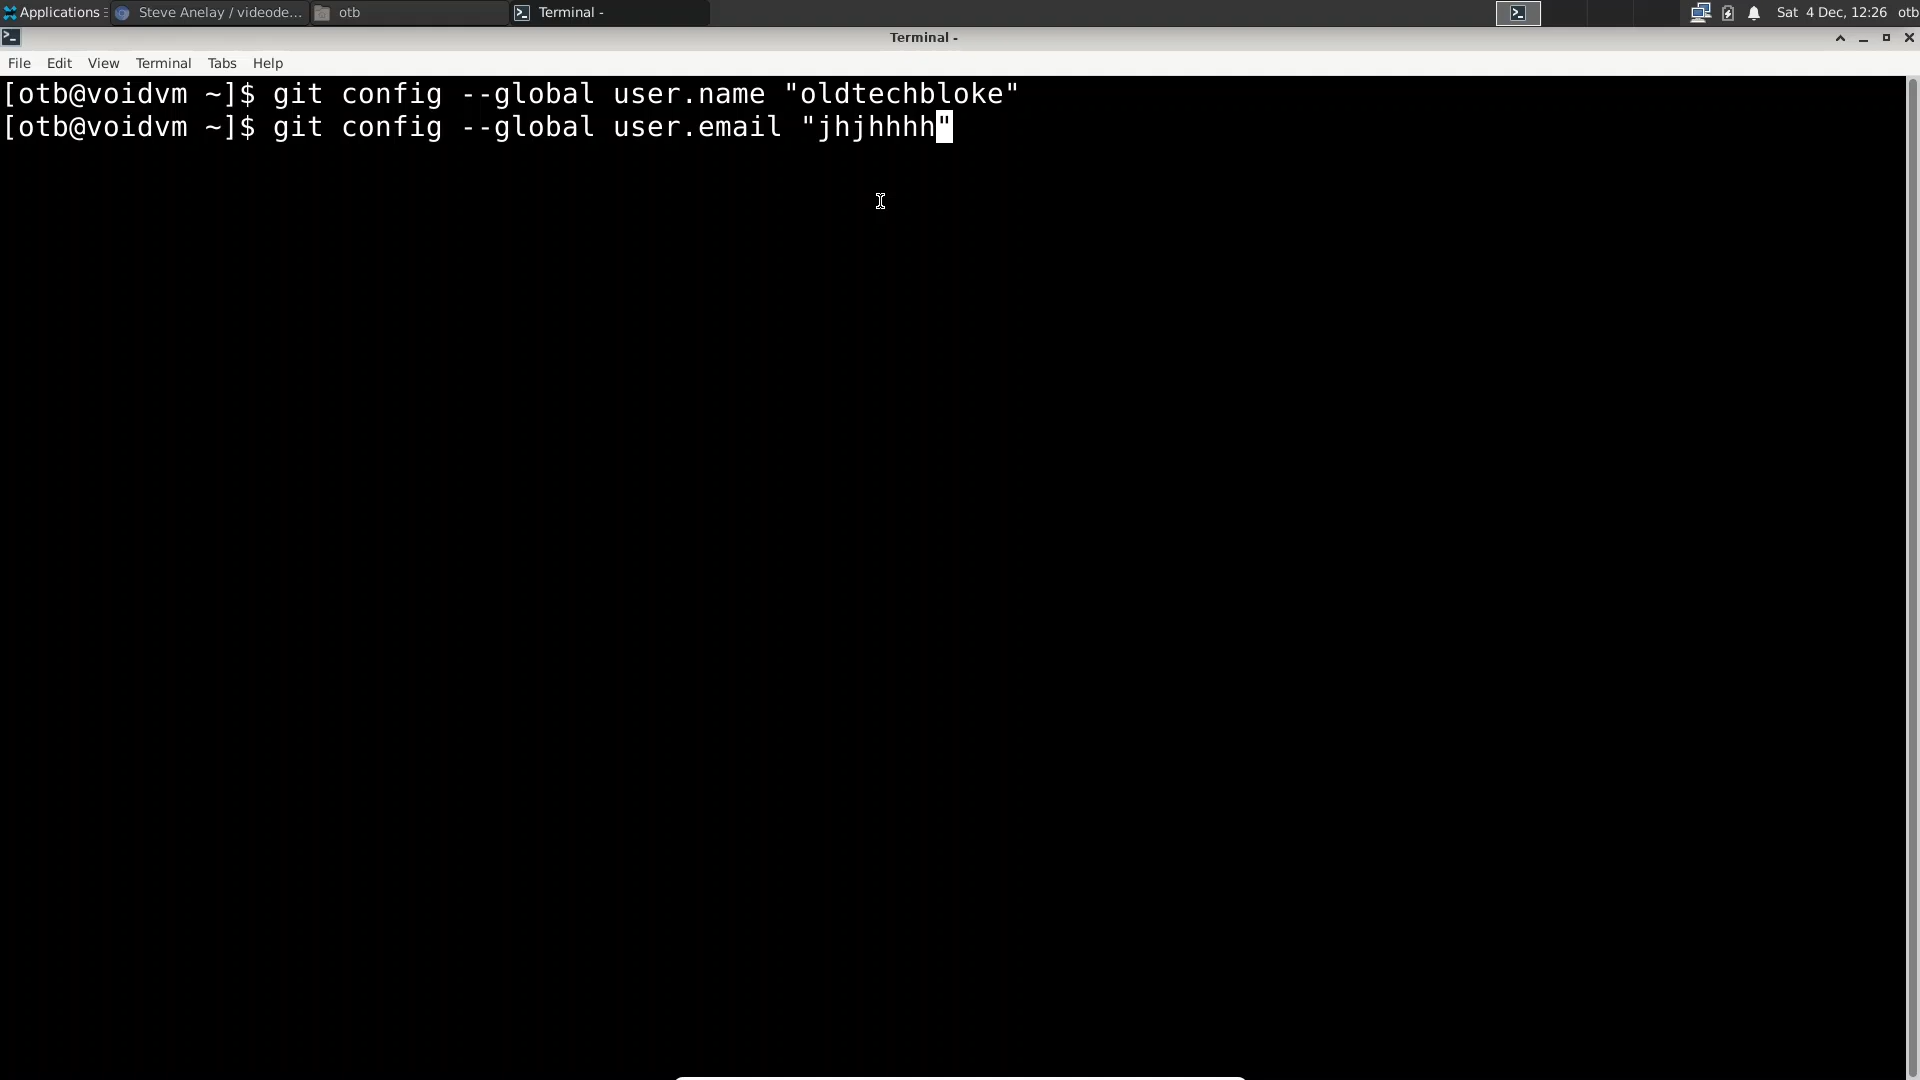 Applications Steve Anelay / videode... otb Terminal - Sat 4 Dec, 12:26 otb
Terminal -
File Edit View Terminal Tabs Help
[otb@voidvm ~]$ git config --global user.name "oldtechbloke"
[otb@voidvm ~]$ git config --global user.email "jhjhhhh"